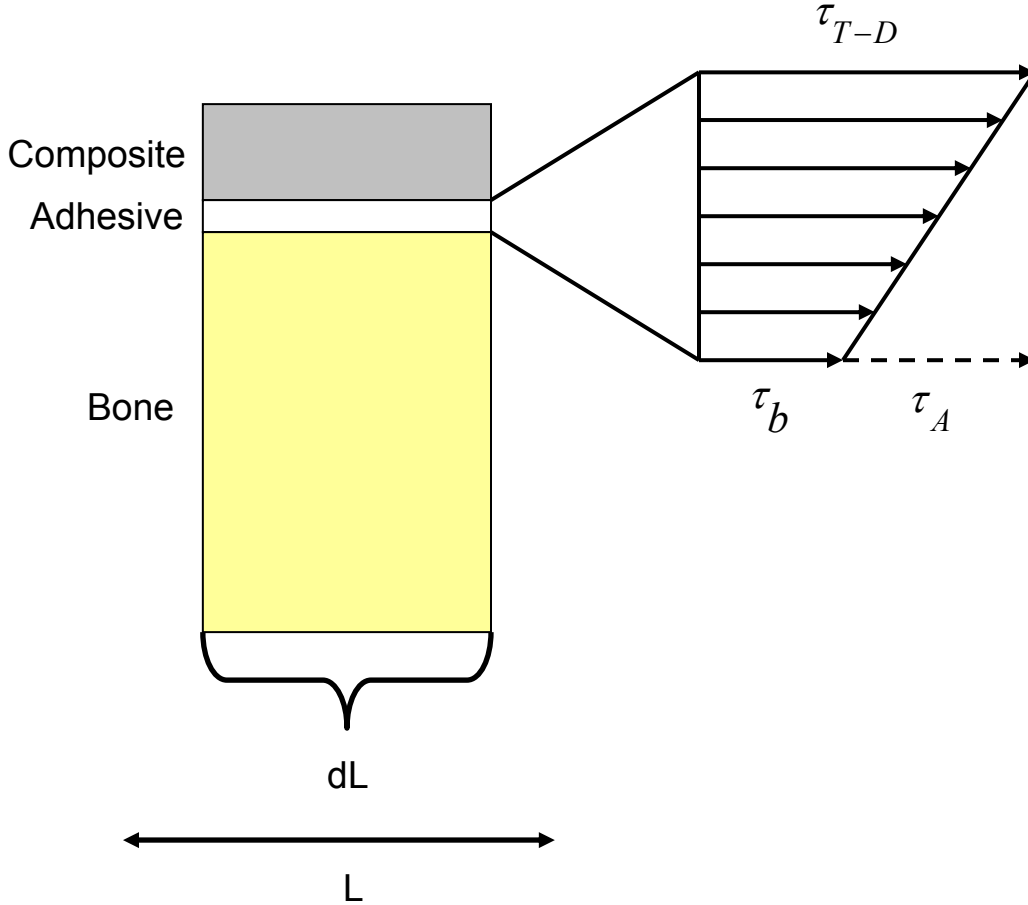 τ_{T-D}
Composite
Adhesive
Bone
τ_b
τ_A
dL
L